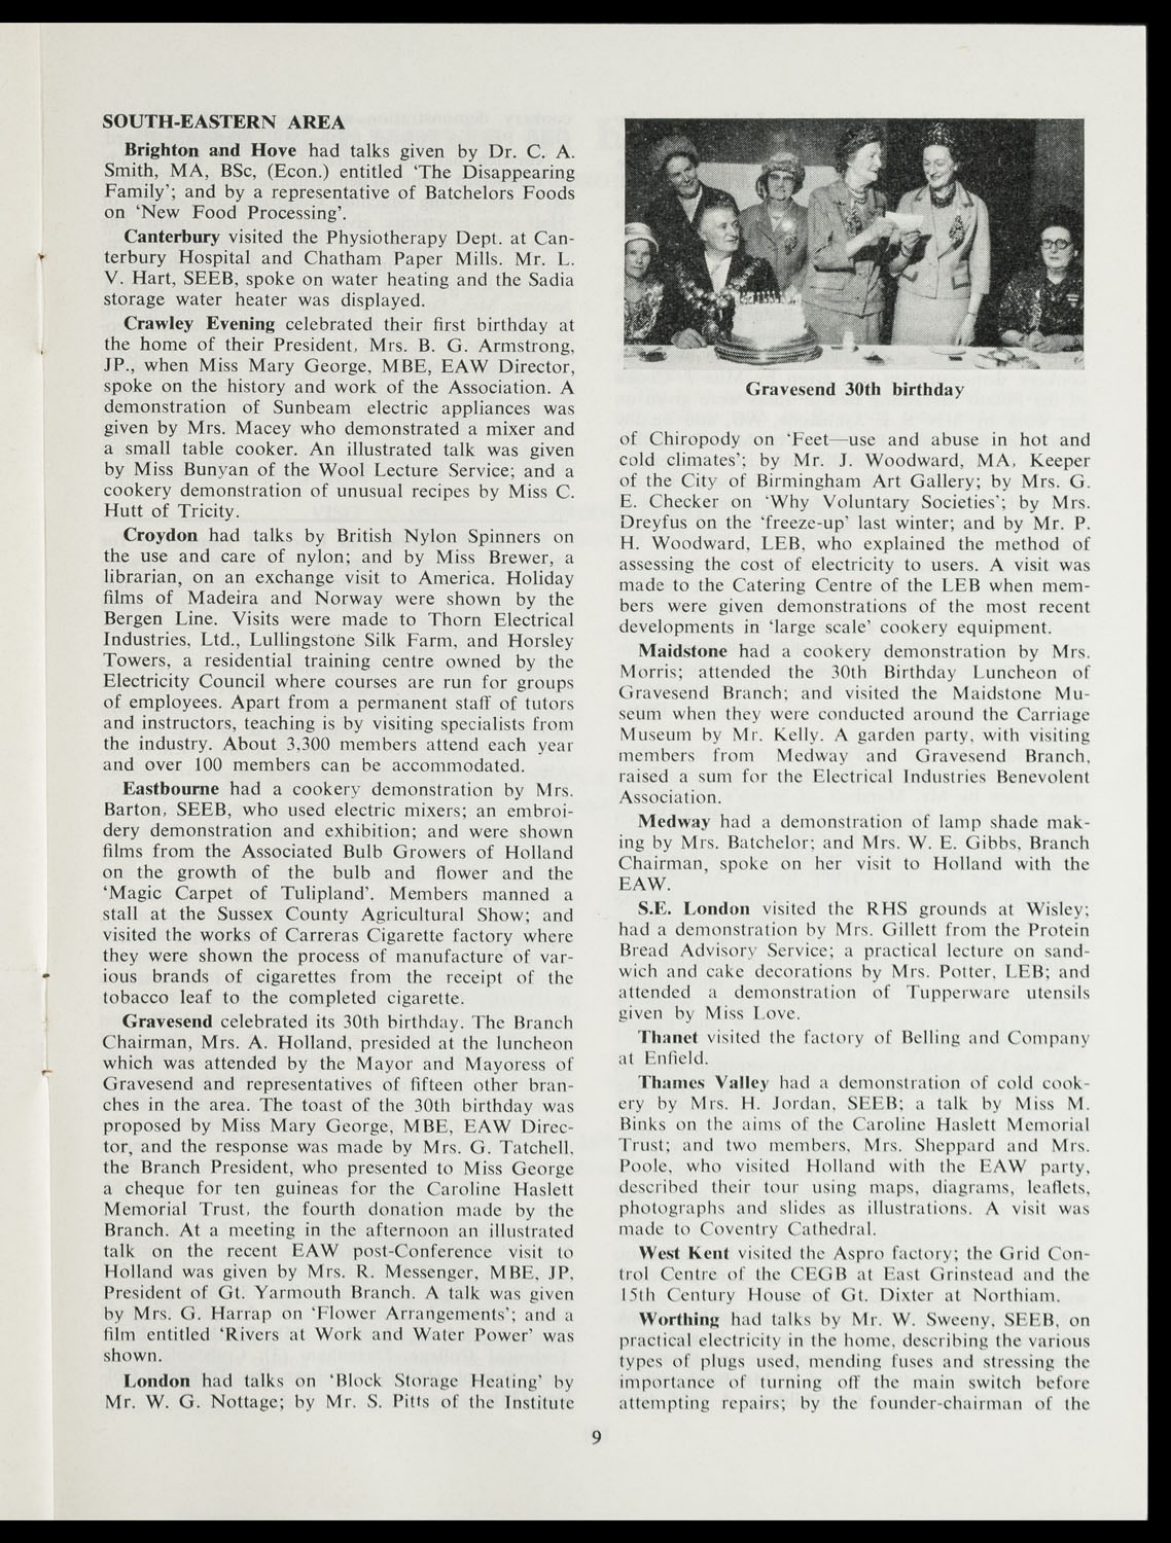 SOUTH-EASTERN AREA
Brighton and Hove had talks given by Dr. C. A.
Smith, MA, BSc, (Econ.) entitled ‘The Disappearing
Family’; and by a representative of Batchelors Foods
on ‘New Food Processing’.
Canterbury visited the Physiotherapy Dept. at Can-
terbury Hospital and Chatham Paper Mills. Mr. L.
V. Hart, SEEB, spoke on water heating and the Sadia
storage water heater was displayed.
Crawley Evening celebrated their first birthday at
the home of their President, Mrs. B. G. Armstrong,
JP., when Miss Mary George, MBE, EAW Director,
spoke on the history and work of the Association. A
demonstration of Sunbeam electric appliances was
given by Mrs. Macey who demonstrated a mixer and
a small table cooker. An illustrated talk was given
by Miss Bunyan of the Wool Lecture Service; and a
cookery demonstration of unusual recipes by Miss C.
Hutt of Tricity.
Croydon had talks by British Nylon Spinners on
the use and care of nylon; and by Miss Brewer, a
librarian, on an exchange visit to America. Holiday
films of Madeira and Norway were shown by the
Bergen Line. Visits were made to Thorn Electrical
Industries, Ltd., Lullingstone Silk Farm, and Horsley
Towers, a residential training centre owned by the
Electricity Council where courses are run for groups
of employees. Apart from a permanent staff of tutors
and instructors, teaching is by visiting specialists from
the industry. About 3,300 members attend each year
and over 100 members can be accommodated.
Eastbourne had a cookery demonstration by Mrs.
Barton, SEEB, who used electric mixers; an embroi-
dery demonstration and exhibition; and were shown
films from the Associated Bulb Growers of Holland
on the growth of the bulb and flower and the
‘Magic Carpet of Tulipland’. Members manned a
stall at the Sussex County Agricultural Show; and
visited the works of Carreras Cigarette factory where
they were shown the process of manufacture of var-
ious brands of cigarettes from the receipt of the
tobacco leaf to the completed cigarette.
Gravesend celebrated its 30th birthday. The Branch
Chairman, Mrs. A. Holland, presided at the luncheon
which was attended by the Mayor and Mayoress of
Gravesend and representatives of fifteen other bran-
ches in the area. The toast of the 30th birthday was
proposed by Miss Mary George, MBE, EAW Direc-
tor, and the response was made by Mrs. G. Tatchell,
the Branch President, who presented to Miss George
a cheque for ten guineas for the Caroline Haslett
Memorial Trust, the fourth donation made by the
Branch. At a meeting in the afternoon an illustrated
talk on the recent EAW post-Conference visit to
Holland was given by Mrs. R. Messenger, MBE, JP,
President of Gt. Yarmouth Branch. A talk was given
by Mrs. G. Harrap on ‘Flower Arrangements’; and a
film entitled ‘Rivers at Work and Water Power’ was
shown.
London had talks on ‘Block Storage Heating’ by
Mr. W. G. Nottage; by Mr. S. Pitts of the Institute
Gravesend 30th birthday
of Chiropody on ‘Feet—use and abuse in hot and
cold climates’; by Mr. J. Woodward, MA, Keeper
of the City of Birmingham Art Gallery; by Mrs. G.
E. Checker on ‘Why Voluntary Societies’; by Mrs.
Dreyfus on the ‘freeze-up’ last winter; and by Mr. P.
H. Woodward, LEB, who explained the method of
assessing the cost of electricity to users. A visit was
made to the Catering Centre of the LEB when mem-
bers were given demonstrations of the most recent
developments in ‘large scale’ cookery equipment.
Maidstone had a cookery demonstration by Mrs.
Morris; attended the 30th Birthday Luncheon of
Gravesend Branch; and visited the Maidstone Mu-
seum when they were conducted around the Carriage
Museum by Mr. Kelly. A garden party, with visiting
members from Medway and Gravesend Branch,
raised a sum for the Electrical Industries Benevolent
Association.
Medway had a demonstration of lamp shade mak-
ing by Mrs. Batchelor; and Mrs. W. E. Gibbs, Branch
Chairman, spoke on her visit to Holland with the
EAW.
S.E. London visited the RHS grounds at Wisley;
had a demonstration by Mrs. Gillett from the Protein
Bread Advisory Service; a practical lecture on sand-
wich and cake decorations by Mrs. Potter, LEB; and
attended a demonstration of Tupperware utensils
given by Miss Love.
Thanet visited the factory of Belling and Company
at Enfield.
Thames Valley had a demonstration of cold cook-
ery by Mrs. H. Jordan, SEEB; a talk by Miss M.
Binks on the aims of the Caroline Haslett Memorial
Trust; and two members, Mrs. Sheppard and Mrs.
Poole, who visited Holland with the EAW party,
described their tour using maps, diagrams, leaflets,
photographs and slides as illustrations. A visit was
made to Coventry Cathedral.
West Kent visited the Aspro factory; the Grid Con-
trol Centre of the CEGB at East Grinstead and the
15th Century House of Gt. Dixter at Northiam.
Worthing had talks by Mr. W. Sweeny, SEEB, on
practical electricity in the home, describing the various
types of plugs used, mending fuses and stressing the
importance of turning off the main switch before
attempting repairs; by the founder-chairman of the
9